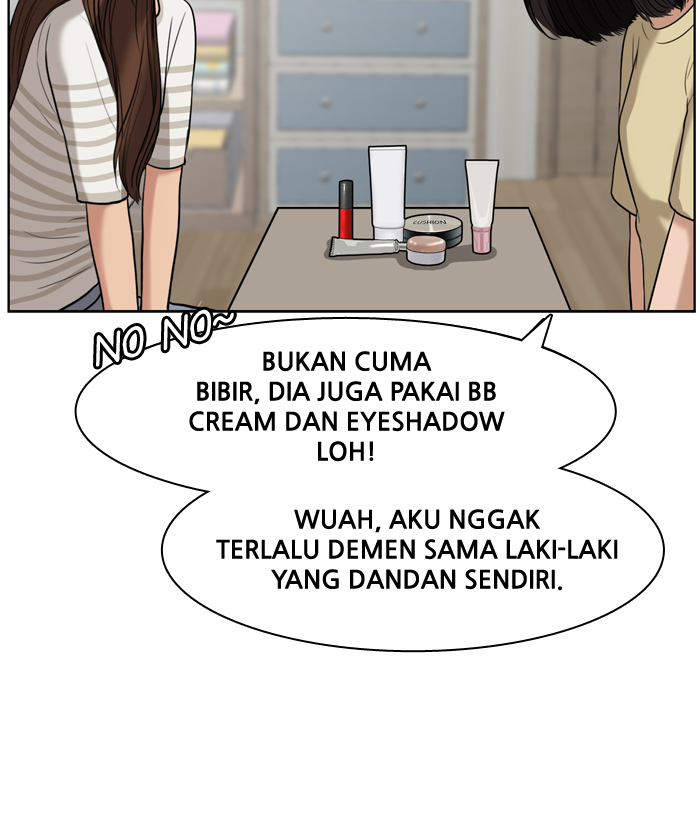 CUSHION
NO NO~
BUKAN CUMA
BIBIR, DIA JUGA PAKAI BB
CREAM DAN EYESHADOW
LOH!
WUAH, AKU NGGAK
TERLALU DEMEN SAMA LAKI-LAKI
YANG DANDAN SENDIRI.